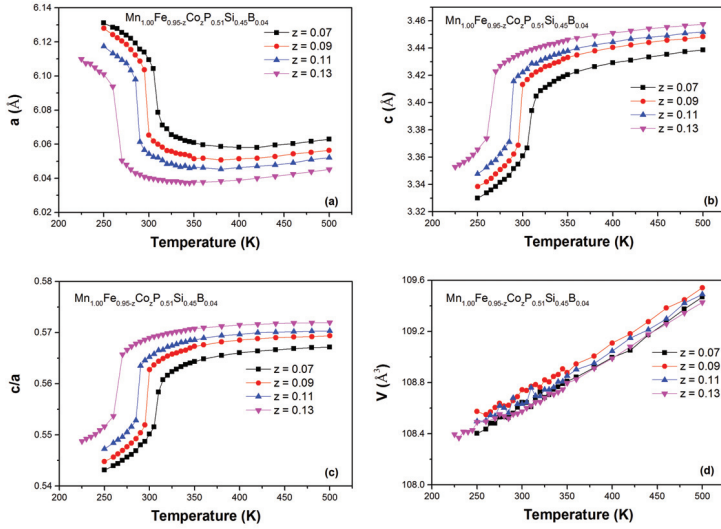 Mn1.00Fe0.95-zCozP0.51Si0.45B0.04
z = 0.07
z = 0.09
z = 0.11
z = 0.13
a (Å)
6.14
6.12
6.10
6.08
6.06
6.04
6.02
200 250 300 350 400 450 500
Temperature (K)
(a)
Mn1.00Fe0.95-zCozP0.51Si0.45B0.04
c (Å)
3.46
3.44
3.42
3.40
3.38
3.36
3.34
3.32
z = 0.07
z = 0.09
z = 0.11
z = 0.13
200 250 300 350 400 450 500
Temperature (K)
(b)
Mn1.00Fe0.95-zCozP0.51Si0.45B0.04
c/a
0.58
0.57
0.56
0.55
0.54
z = 0.07
z = 0.09
z = 0.11
z = 0.13
200 250 300 350 400 450 500
Temperature (K)
(c)
Mn1.00Fe0.95-zCozP0.51Si0.45B0.04
V (Å3)
109.6
109.2
108.8
108.4
108.0
z = 0.07
z = 0.09
z = 0.11
z = 0.13
200 250 300 350 400 450 500
Temperature (K)
(d)